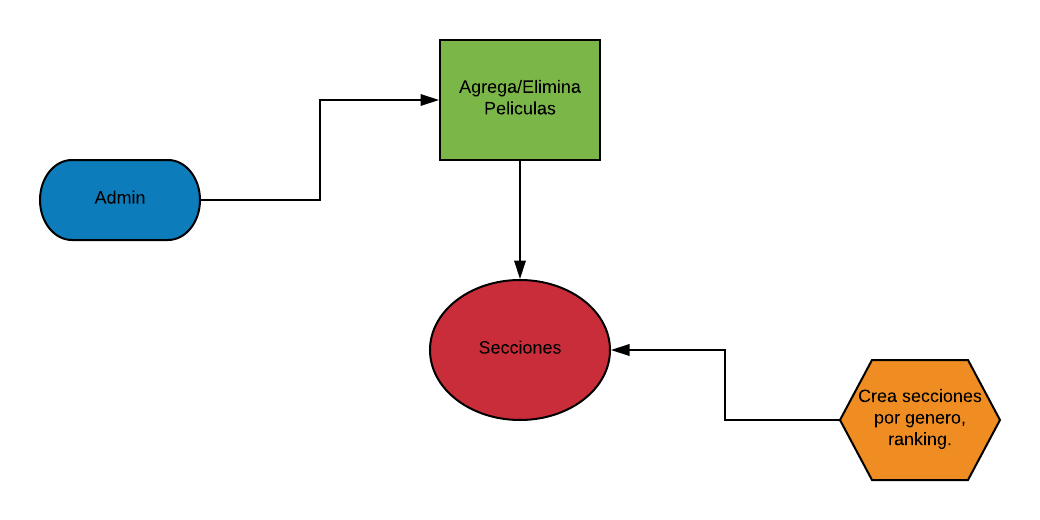 Agrega/Elimina
Peliculas
Admin
Secciones
Crea secciones
por genero,
ranking.